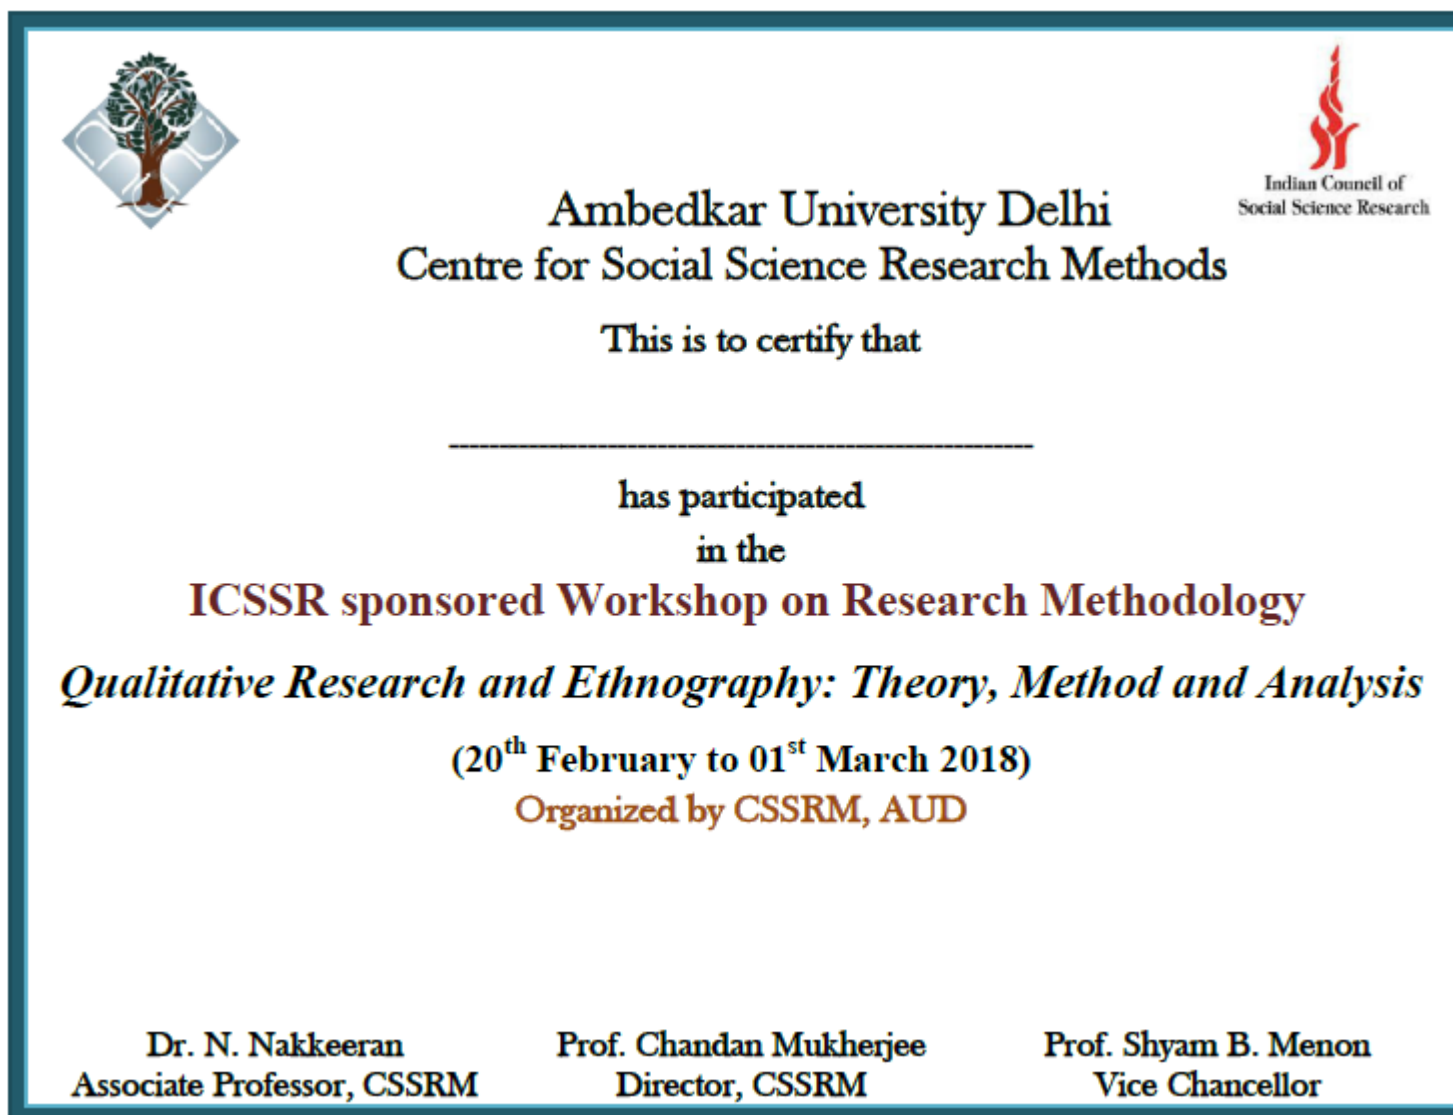 Indian Council of
Social Science Research
Ambedkar University Delhi
Centre for Social Science Research Methods
This is to certify that
has participated
in the
ICSSR sponsored Workshop on Research Methodology
Qualitative Research and Ethnography: Theory, Method and Analysis
(20th February to 01st March 2018)
Organized by CSSRM, AUD
Dr. N. Nakkeeran Prof. Chandan Mukherjee Prof. Shyam B. Menon
Associate Professor, CSSRM Director, CSSRM Vice Chancellor